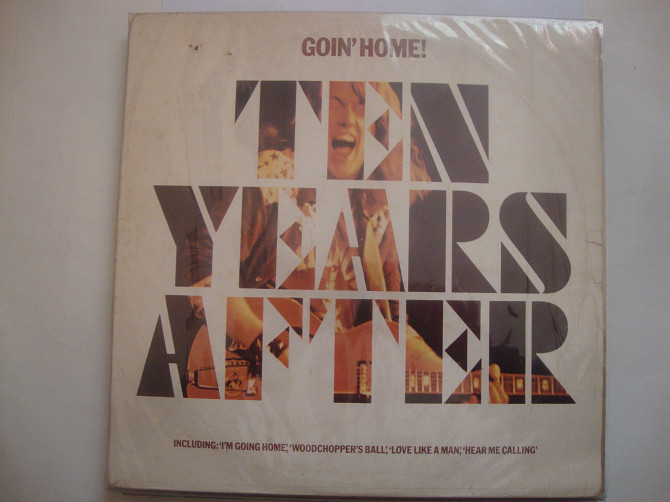 GOIN' HOME!
TEN
YEARS
AFTER
INCLUDING: 'I'M GOING HOME', 'WOODCHOPPER'S BALL', 'LOVE LIKE A MAN', 'HEAR ME CALLING'